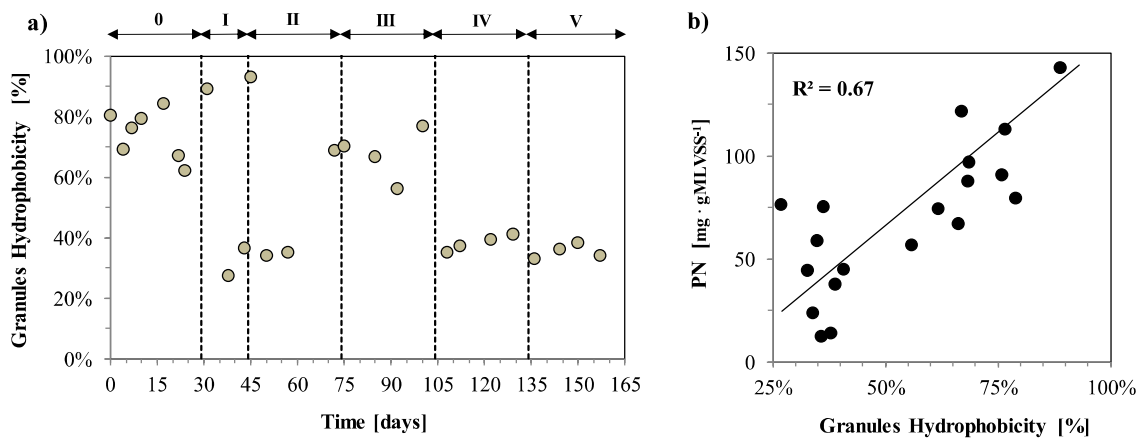 a)
0 I II III IV V
100%
80%
60%
40%
20%
0%
Granules Hydrophobicity [%]
0 15 30 45 60 75 90 105 120 135 150 165
Time [days]
b)
R² = 0.67
150
100
50
0
PN [mg · gMLVSS⁻¹]
25% 50% 75% 100%
Granules Hydrophobicity [%]